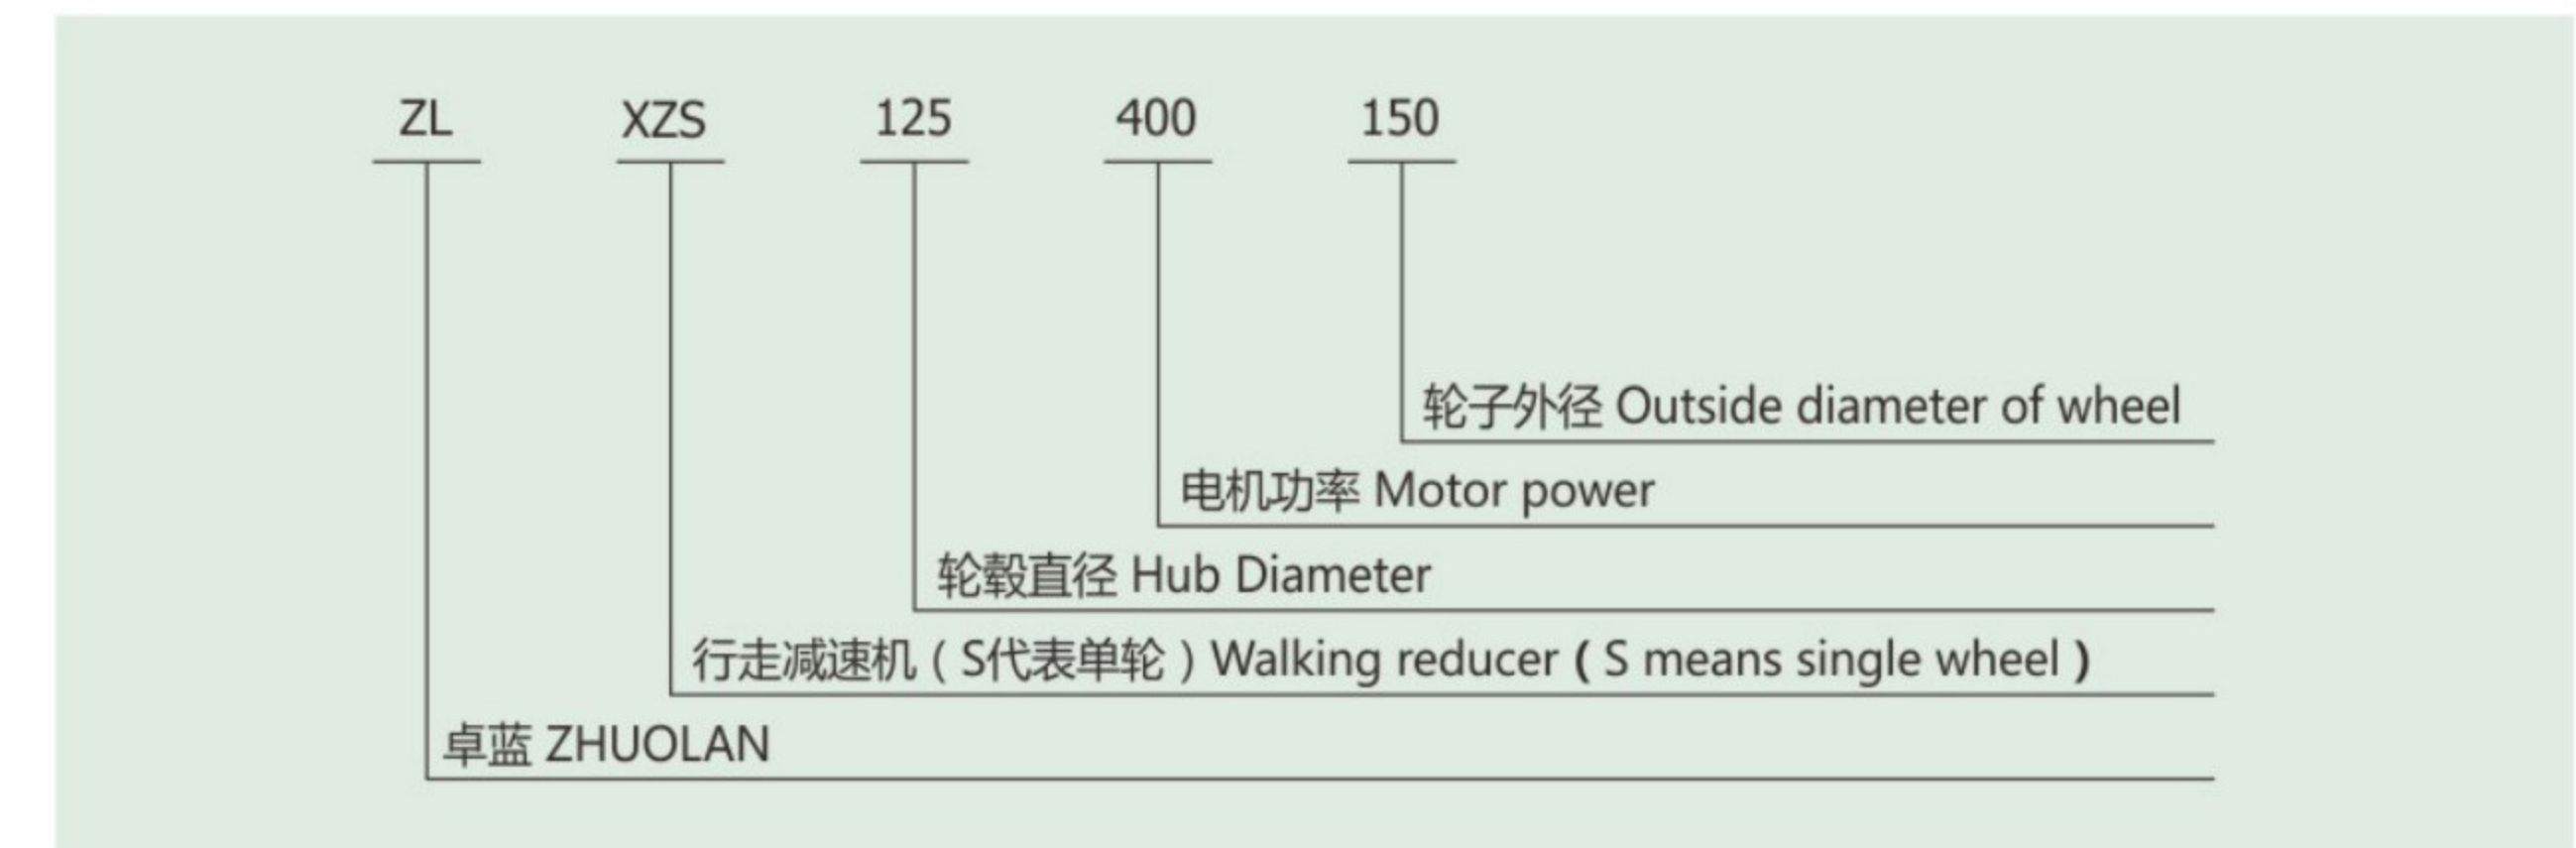 ZL XZS 125 400 150
轮子外径 Outside diameter of wheel
电机功率 Motor power
轮毂直径 Hub Diameter
行走减速机（S代表单轮）Walking reducer ( S means single wheel )
卓蓝 ZHUOLAN